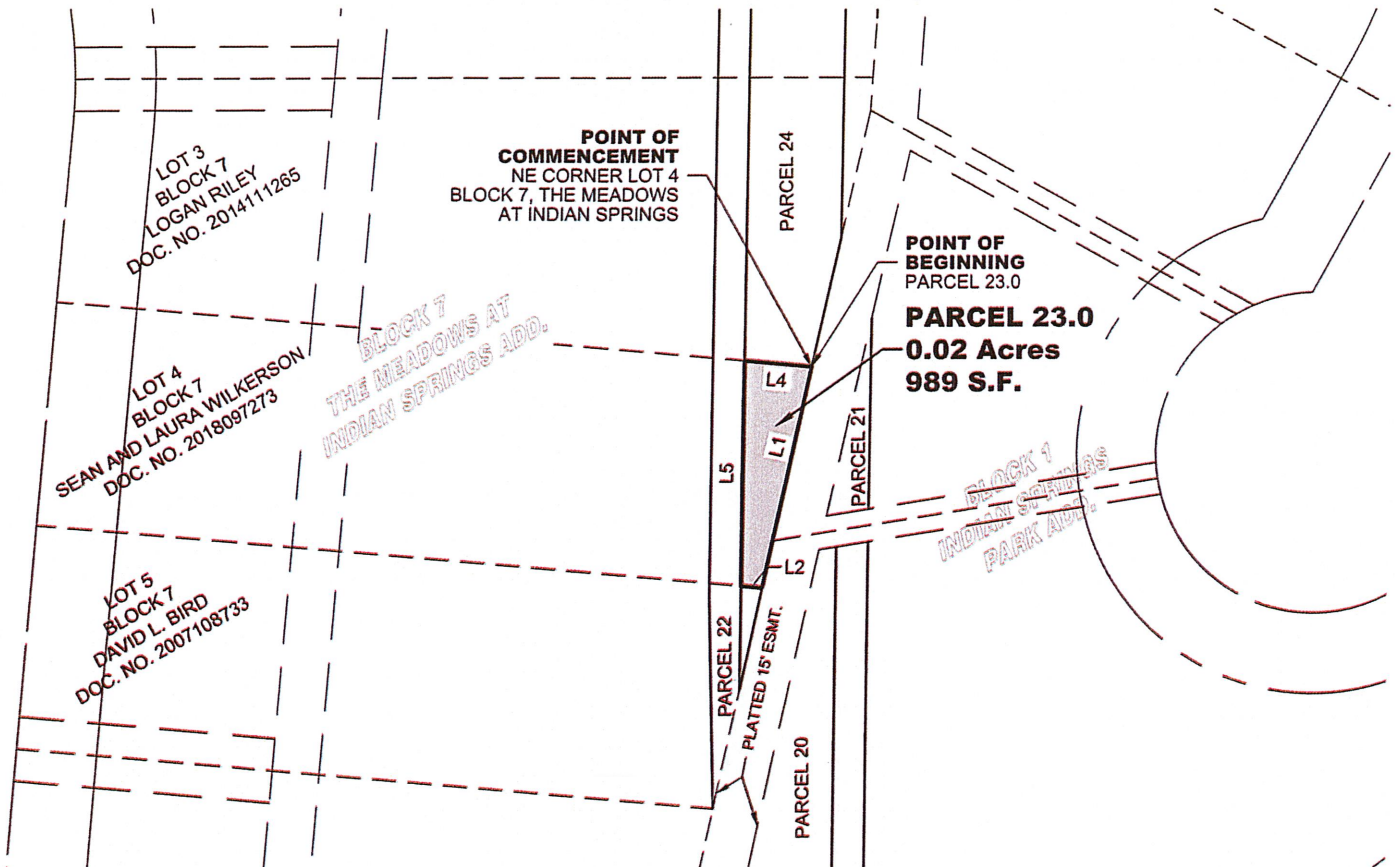 LOT 3
BLOCK 7
LOGAN RILEY
DOC. NO. 2014111265
POINT OF
COMMENCEMENT
NE CORNER LOT 4
BLOCK 7, THE MEADOWS
AT INDIAN SPRINGS
PARCEL 24
POINT OF
BEGINNING
PARCEL 23.0
PARCEL 23.0
0.02 Acres
989 S.F.
BLOCK 7
THE MEADOWS AT
INDIAN SPRINGS ADD.
LOT 4
BLOCK 7
SEAN AND LAURA WILKERSON
DOC. NO. 2018097273
L4
L1
L5
PARCEL 21
BLOCK 1
INDIAN SPRINGS
PARK ADD.
L2
LOT 5
BLOCK 7
DAVID L. BIRD
DOC. NO. 2007108733
PARCEL 22
PLATTED 15' ESMT.
PARCEL 20